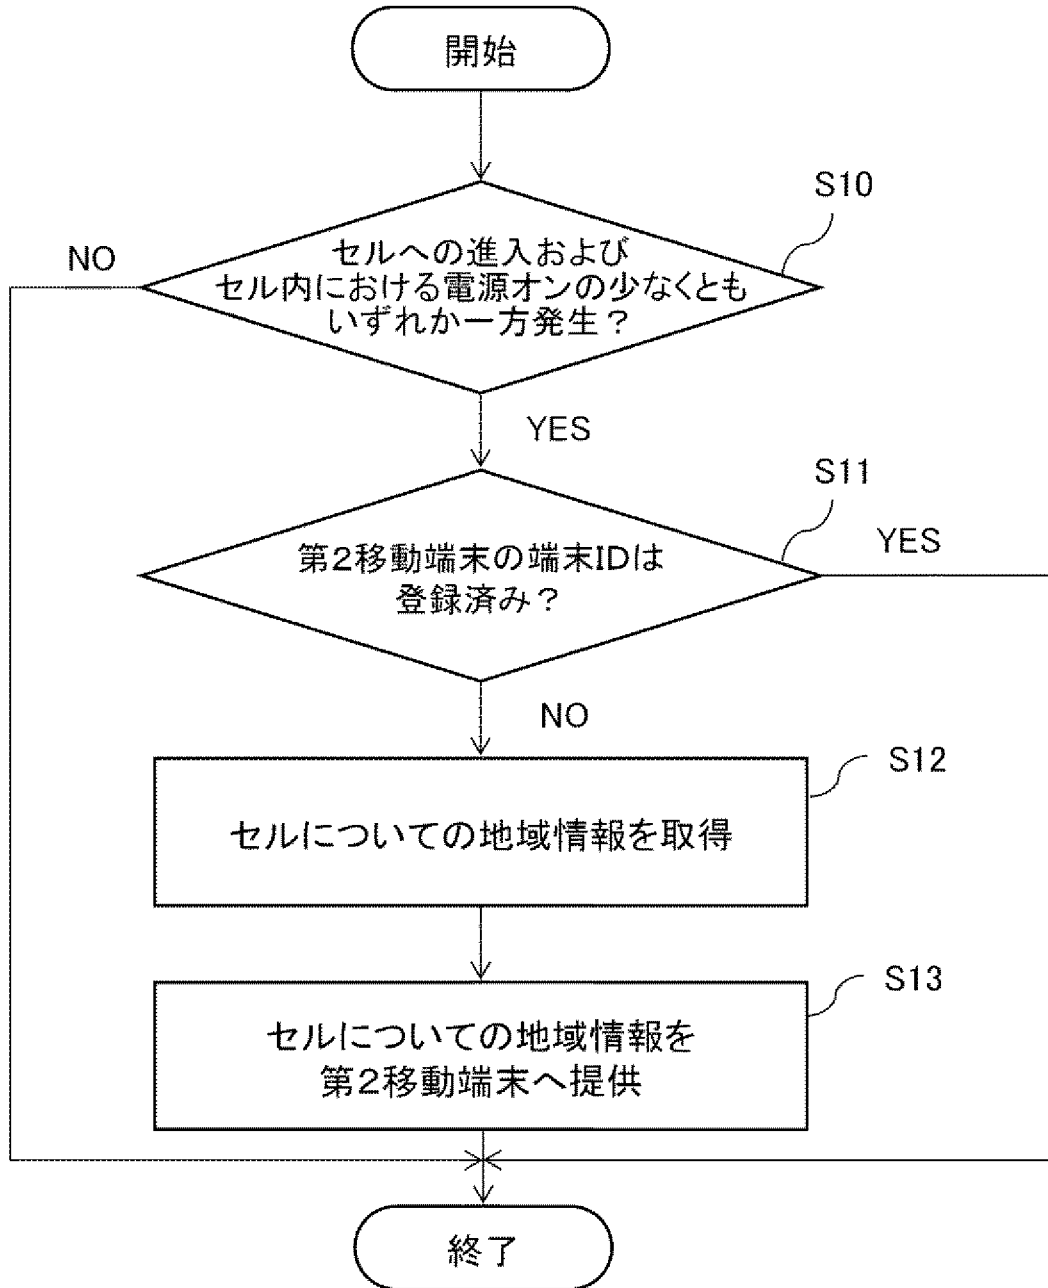 開始
S10
NO
セルへの進入および
セル内における電源オンの少なくとも
いずれか一方発生？
YES
S11
YES
第2移動端末の端末IDは
登録済み？
NO
S12
セルについての地域情報を取得
S13
セルについての地域情報を
第2移動端末へ提供
終了